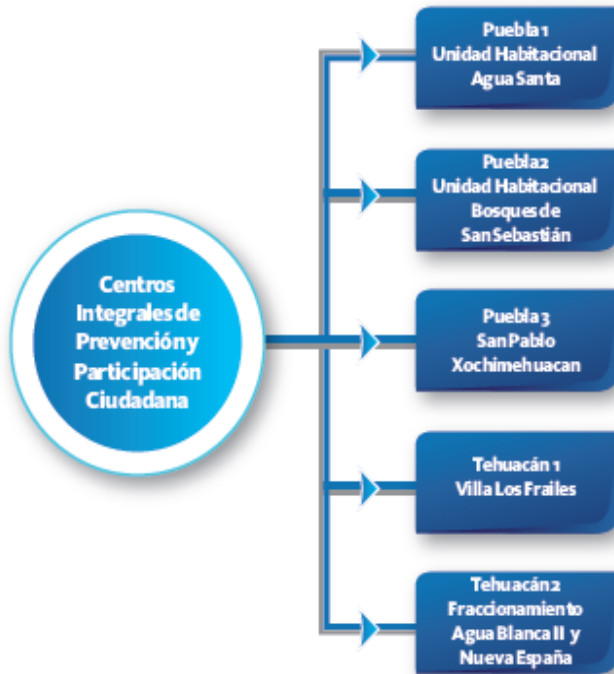 Puebla 1
Unidad Habitacional
Agua Santa
Puebla 2
Unidad Habitacional
Bosques de
San Sebastián
Centros
Integrales de
Prevención y
Participación
Ciudadana
Puebla 3
San Pablo
Xochimehuacan
Tehuacán 1
Villa Los Frailes
Tehuacán 2
Fraccionamiento
Agua Blanca II y
Nueva España